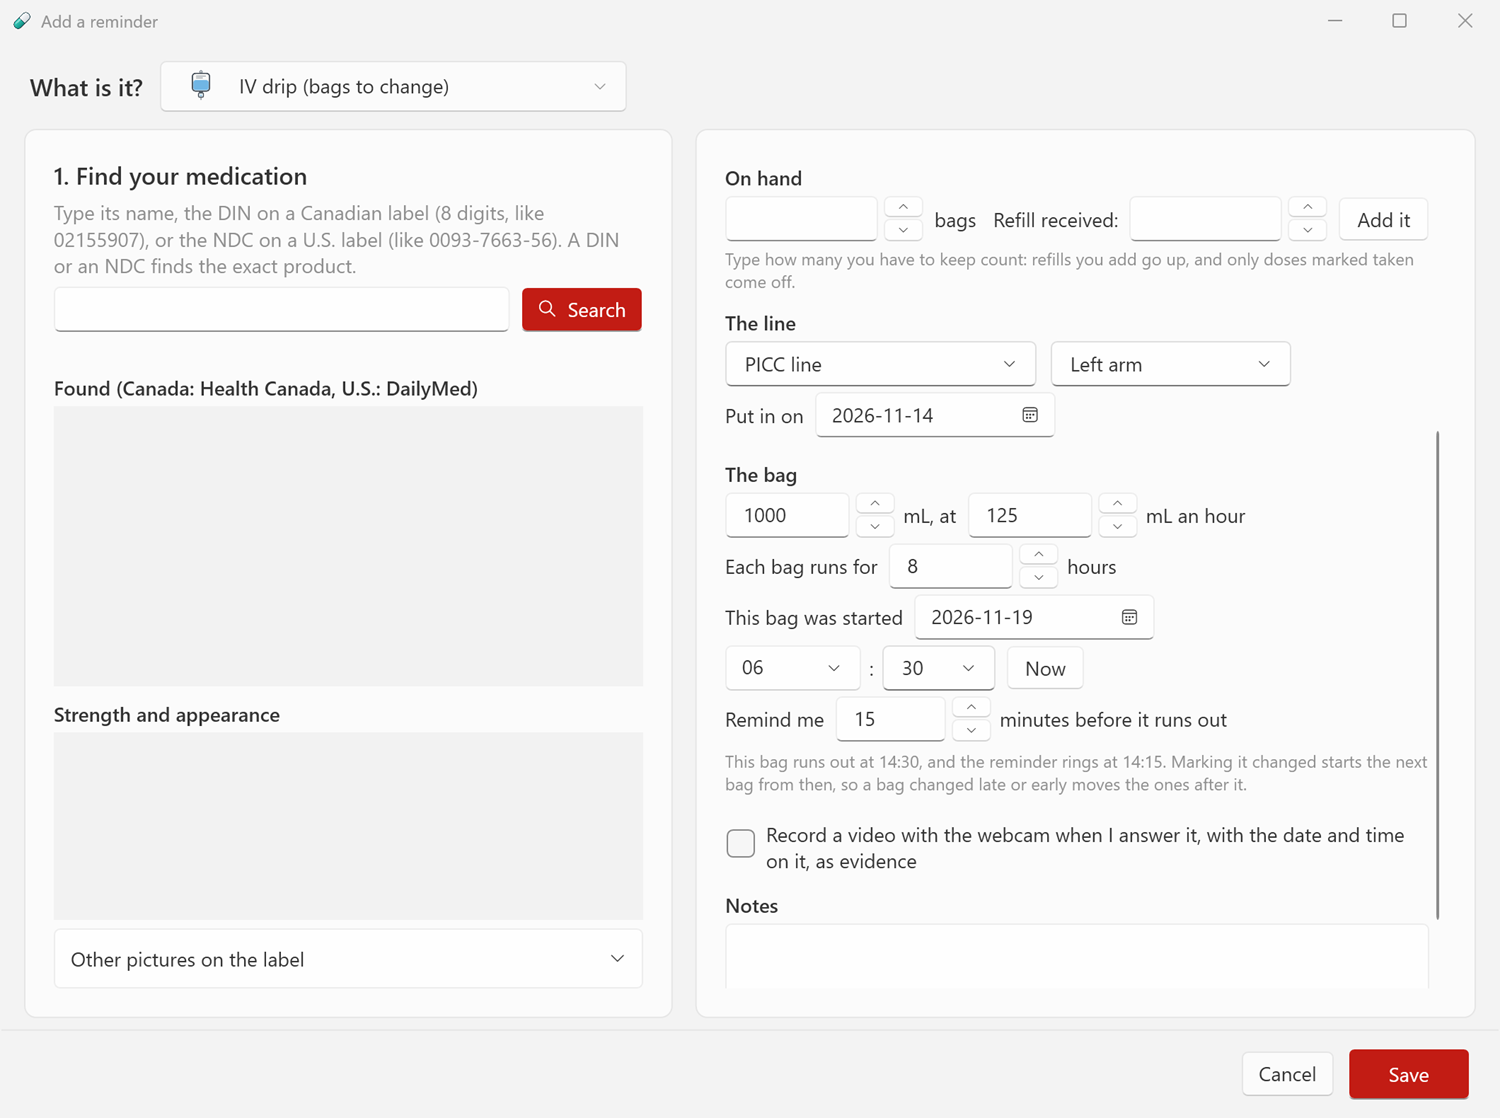 Add a reminder
What is it?
IV drip (bags to change)
1. Find your medication
Type its name, the DIN on a Canadian label (8 digits, like
02155907), or the NDC on a U.S. label (like 0093-7663-56). A DIN
or an NDC finds the exact product.
Search
Found (Canada: Health Canada, U.S.: DailyMed)
Strength and appearance
Other pictures on the label
On hand
bags Refill received: Add it
Type how many you have to keep count: refills you add go up, and only doses marked taken
come off.
The line
PICC line Left arm
Put in on 2026-11-14
The bag
1000 mL, at 125 mL an hour
Each bag runs for 8 hours
This bag was started 2026-11-19
06 : 30 Now
Remind me 15 minutes before it runs out
This bag runs out at 14:30, and the reminder rings at 14:15. Marking it changed starts the next
bag from then, so a bag changed late or early moves the ones after it.
Record a video with the webcam when I answer it, with the date and time
on it, as evidence
Notes
Cancel Save